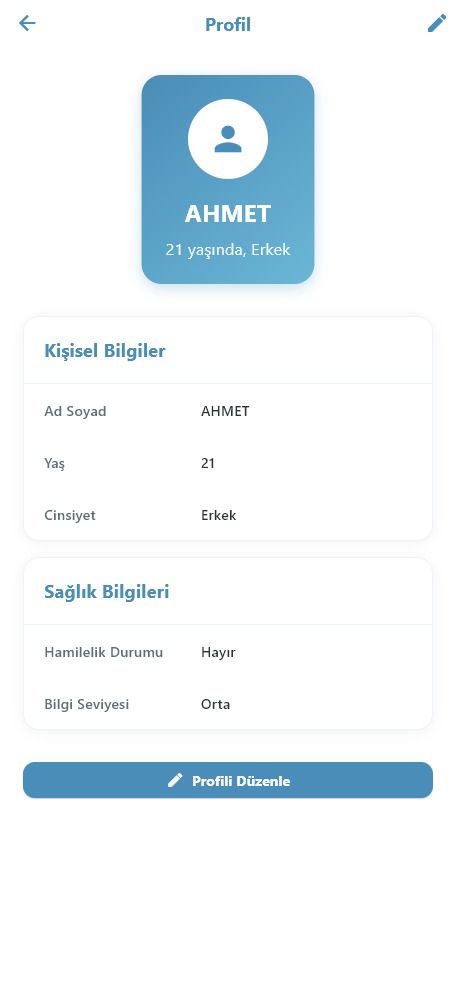 Profil
AHMET
21 yaşında, Erkek
Kişisel Bilgiler
Ad Soyad AHMET
Yaş 21
Cinsiyet Erkek
Sağlık Bilgileri
Hamilelik Durumu Hayır
Bilgi Seviyesi Orta
Profili Düzenle